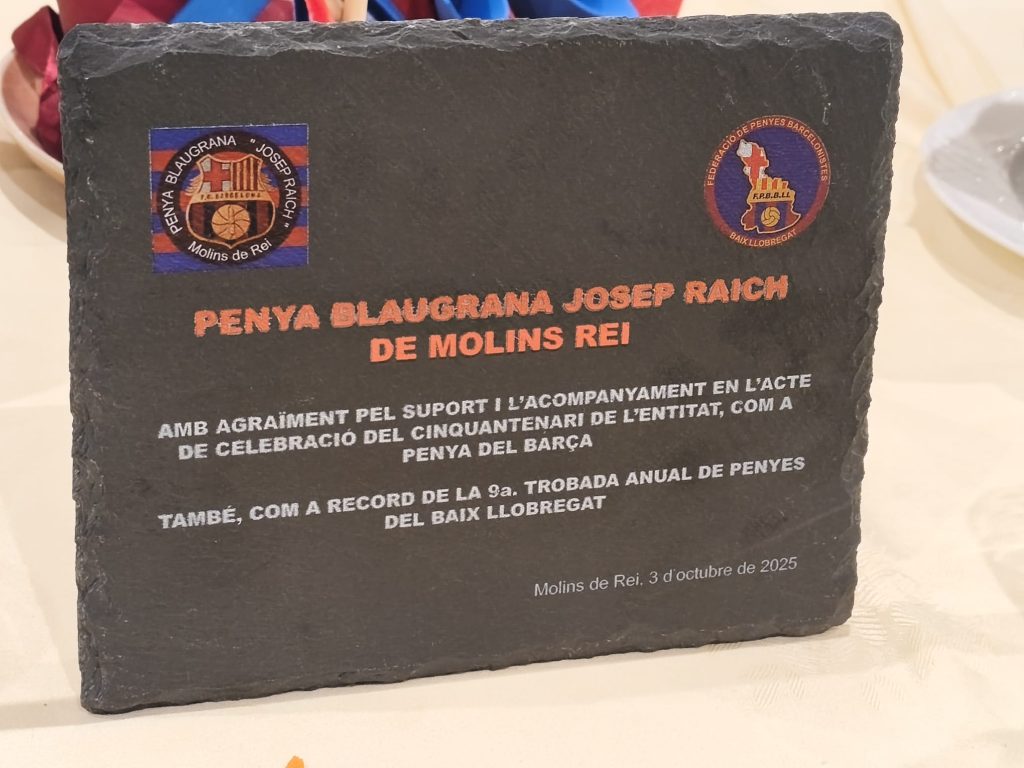 PENYA BLAUGRANA "JOSEP RAICH"
F.C. BARCELONA
Molins de Rei
FEDERACIÓ DE PENYES BARCELONISTES
F.P.B.B.LL
BAIX LLOBREGAT
PENYA BLAUGRANA JOSEP RAICH
DE MOLINS REI
AMB AGRAÏMENT PEL SUPORT I L'ACOMPANYAMENT EN L'ACTE
DE CELEBRACIÓ DEL CINQUANTENARI DE L'ENTITAT, COM A
PENYA DEL BARÇA
TAMBÉ, COM A RECORD DE LA 9a. TROBADA ANUAL DE PENYES
DEL BAIX LLOBREGAT
Molins de Rei, 3 d'octubre de 2025